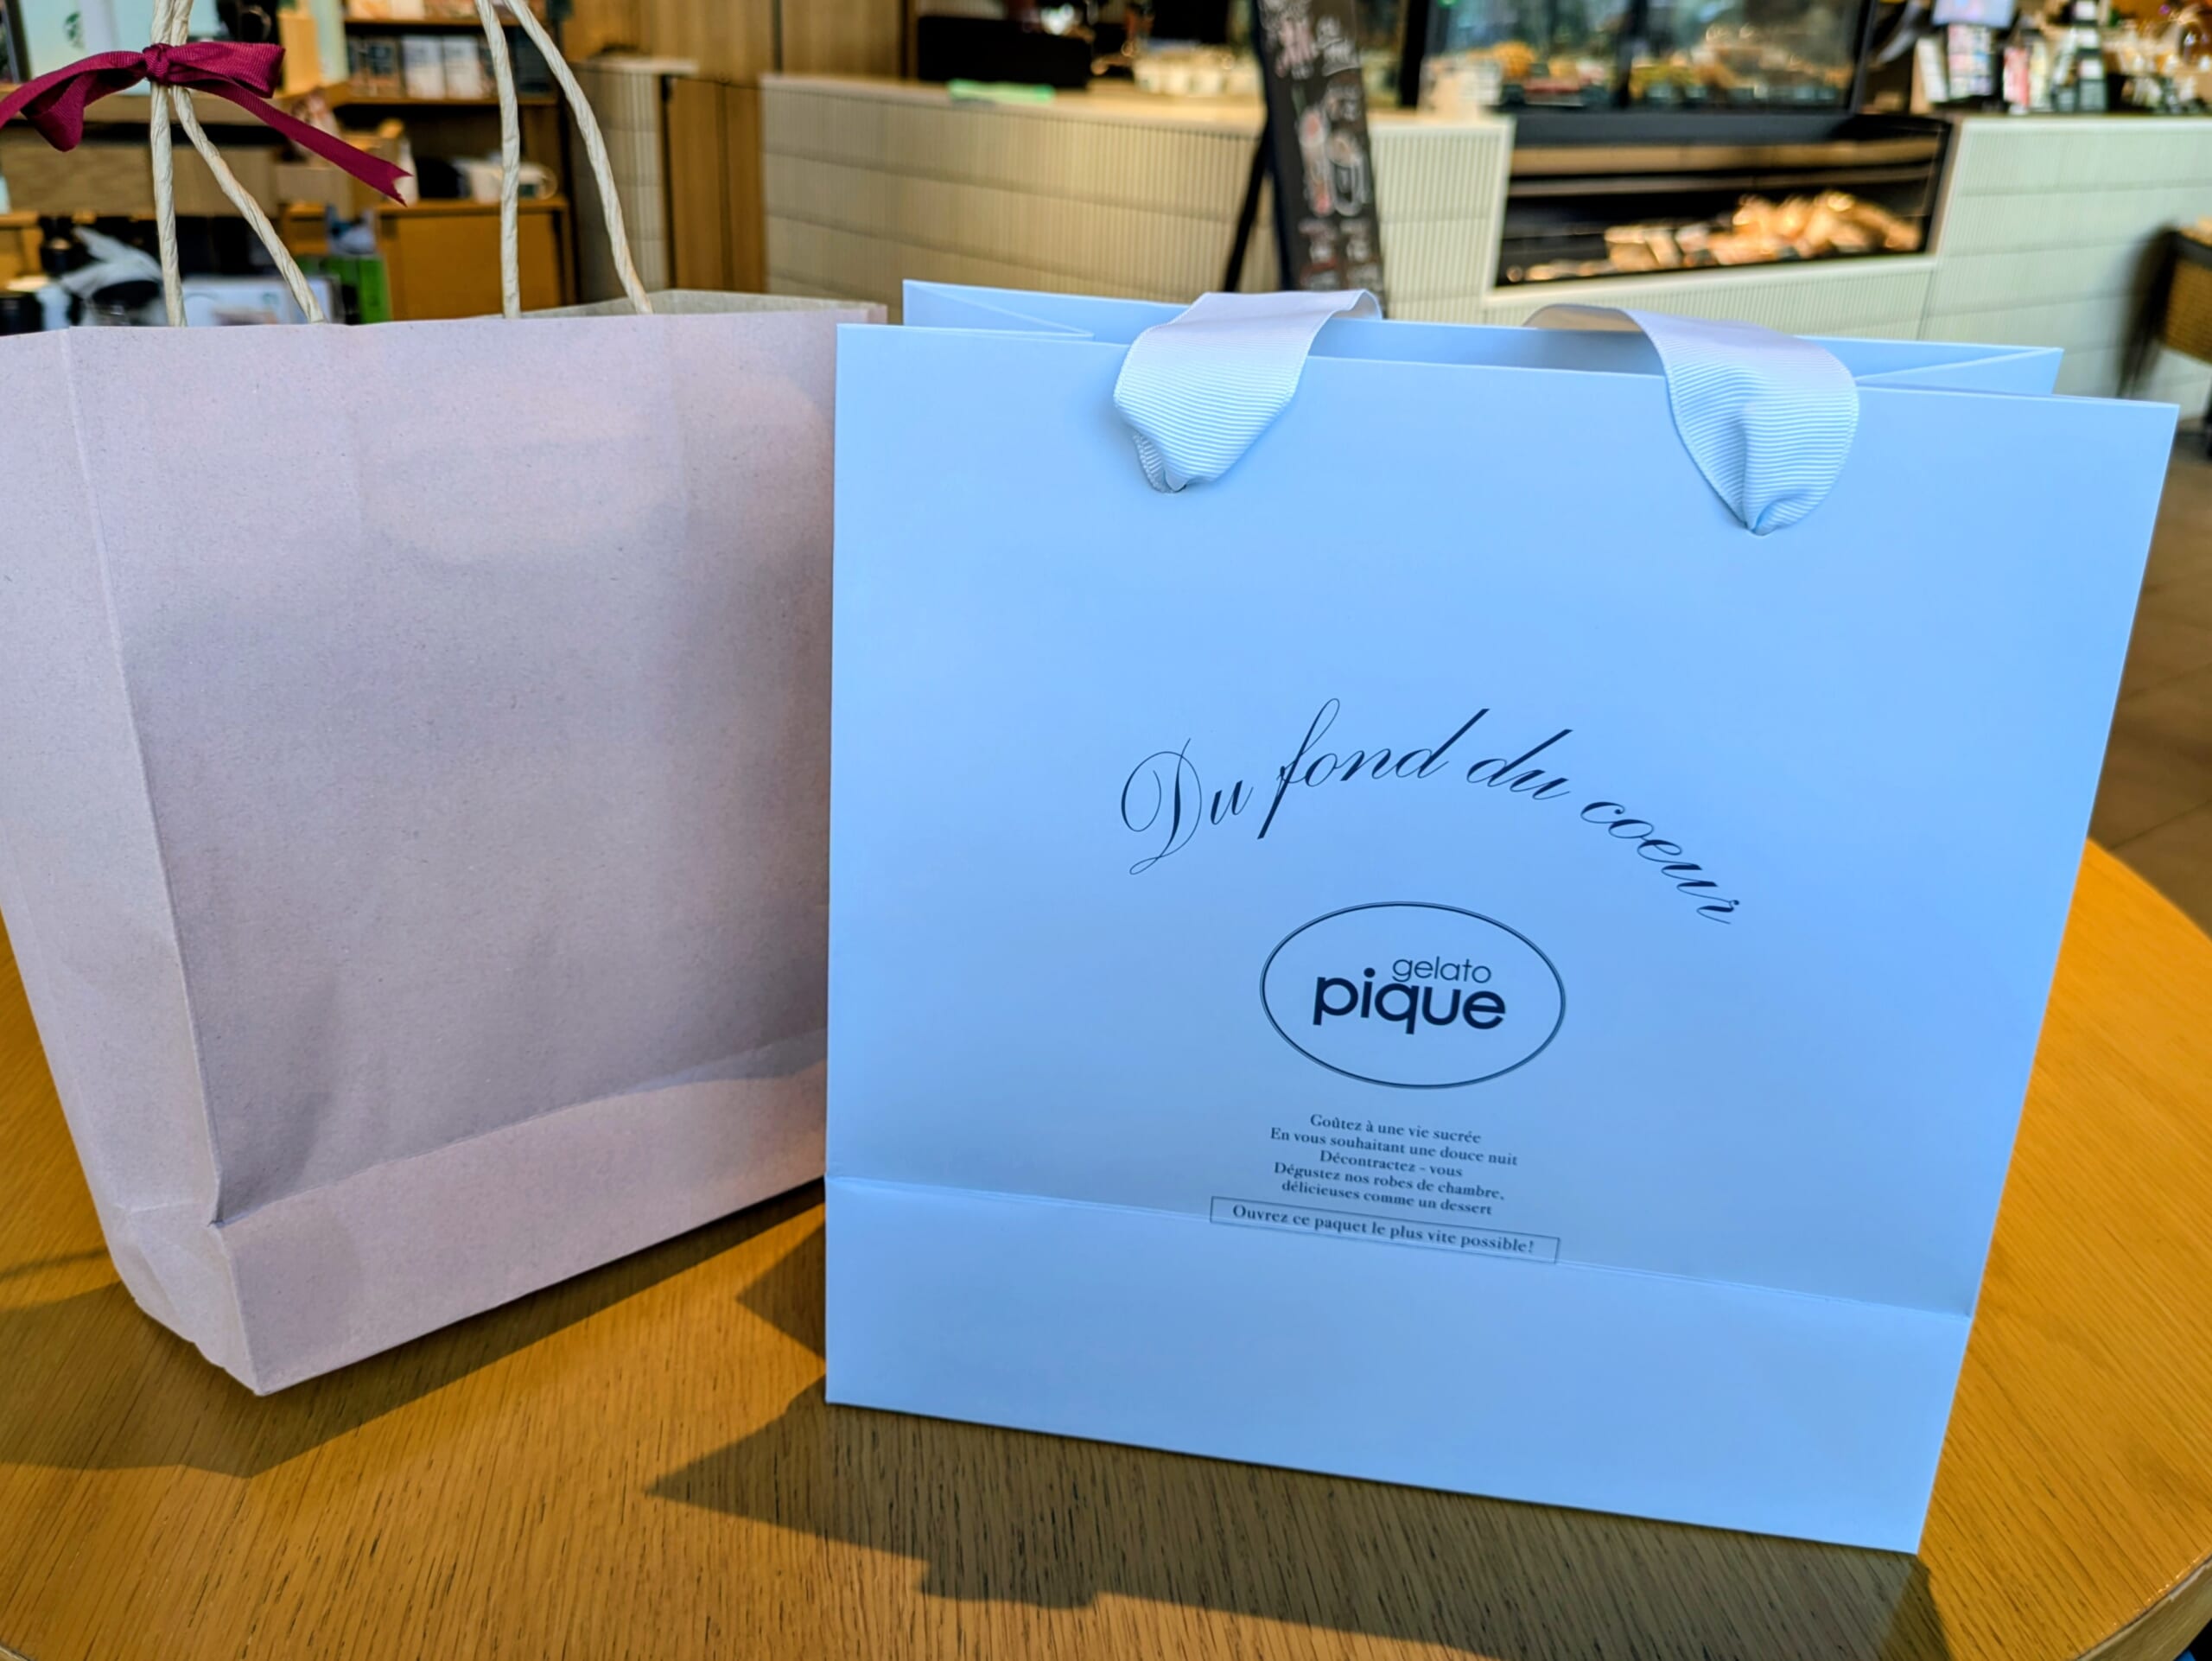 Du fond du coeur
gelato
pique
Goûtez à une vie sucrée
En vous souhaitant une douce nuit
Décontractez - vous
Dégustez nos robes de chambre,
délicieuses comme un dessert
Ouvrez ce paquet le plus vite possible!